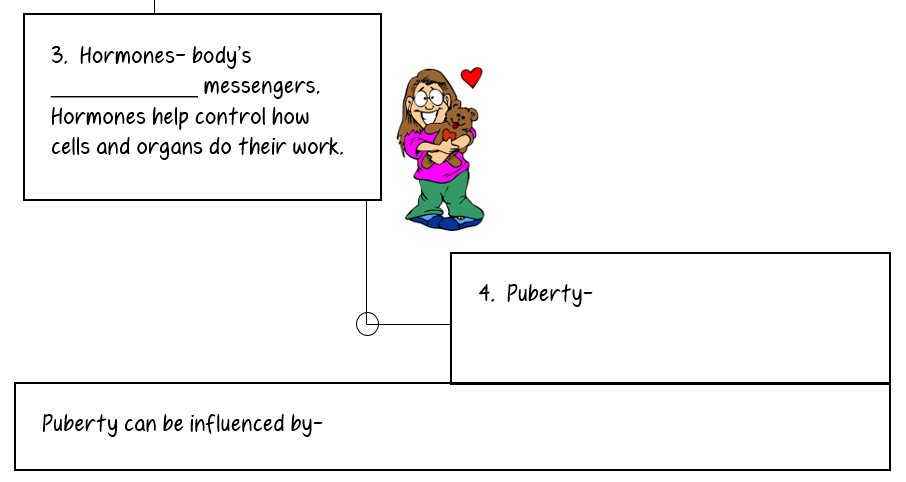 3. Hormones- body's
____________ messengers.
Hormones help control how
cells and organs do their work.
4. Puberty-
Puberty can be influenced by-